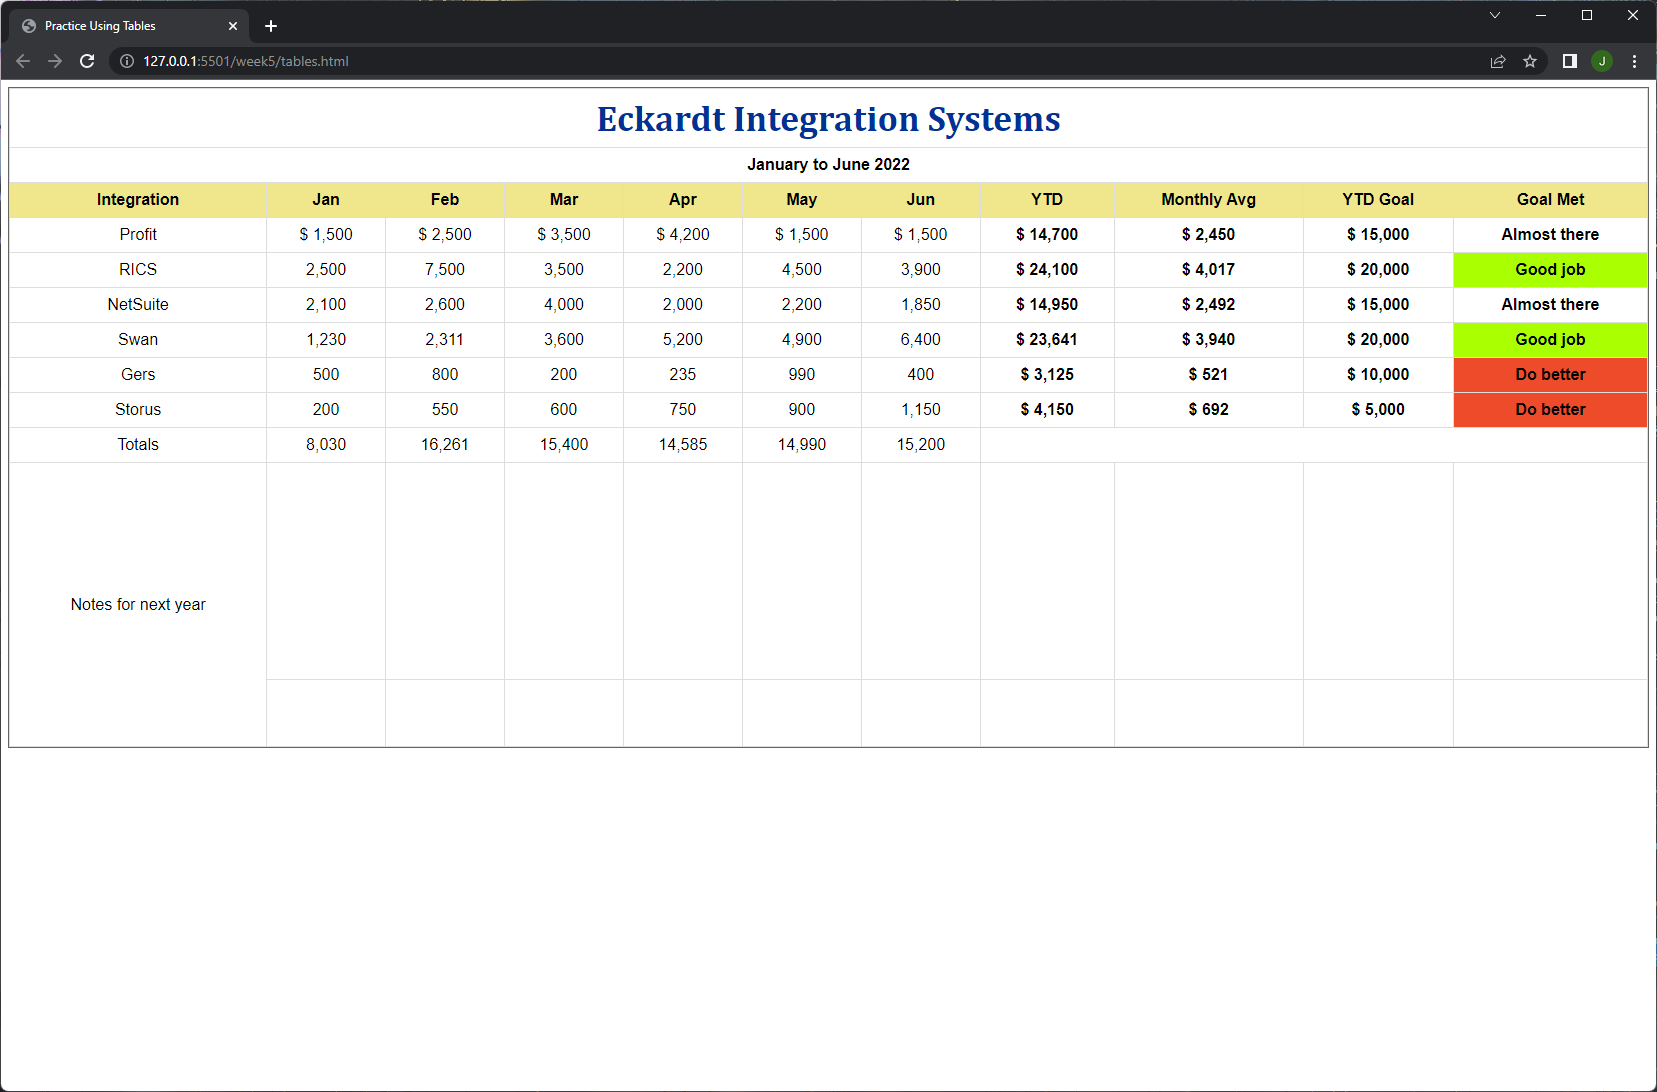 Practice Using Tables
127.0.0.1:5501/week5/tables.html
J
Eckardt Integration Systems
January to June 2022
Integration Jan Feb Mar Apr May Jun YTD Monthly Avg YTD Goal Goal Met
Profit $ 1,500 $ 2,500 $ 3,500 $ 4,200 $ 1,500 $ 1,500 $ 14,700 $ 2,450 $ 15,000 Almost there
RICS 2,500 7,500 3,500 2,200 4,500 3,900 $ 24,100 $ 4,017 $ 20,000 Good job
NetSuite 2,100 2,600 4,000 2,000 2,200 1,850 $ 14,950 $ 2,492 $ 15,000 Almost there
Swan 1,230 2,311 3,600 5,200 4,900 6,400 $ 23,641 $ 3,940 $ 20,000 Good job
Gers 500 800 200 235 990 400 $ 3,125 $ 521 $ 10,000 Do better
Storus 200 550 600 750 900 1,150 $ 4,150 $ 692 $ 5,000 Do better
Totals 8,030 16,261 15,400 14,585 14,990 15,200
Notes for next year